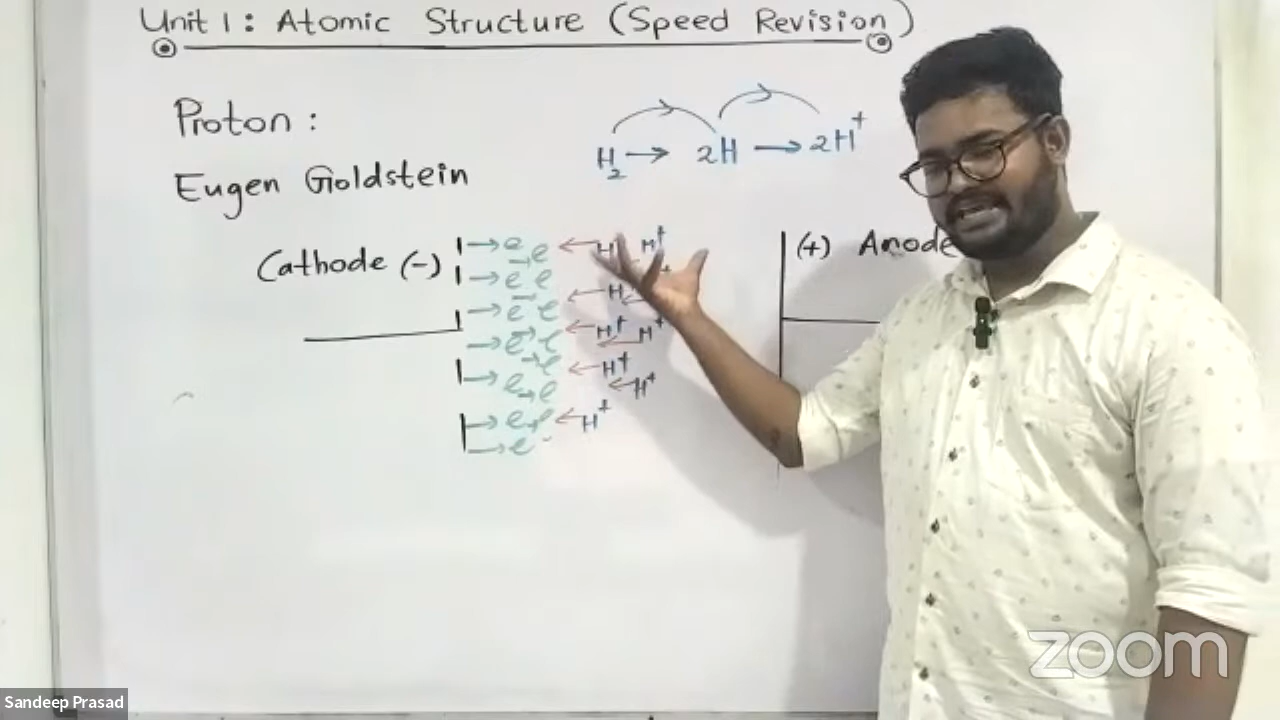 Unit 1: Atomic Structure (Speed Revision)
Proton:
H₂ → 2H → 2H⁺
Eugen Goldstein
Cathode (-)
(+) Anode
→ e e ← H H⁺
→ e⁻ e
→ e⁻ e ← H
→ e⁻ e ← H⁺ ← H⁺
→ e → e ← H⁺
← H⁺
→ e → e ← H⁺
→ e⁻
zoom
Sandeep Prasad